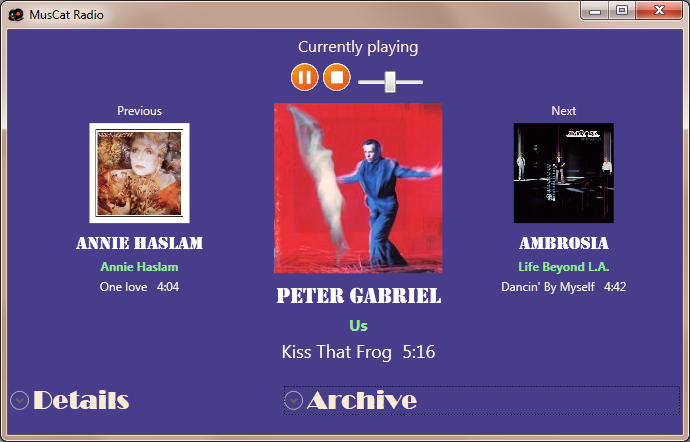 MusCat Radio
Currently playing
Previous
ANNIE HASLAM
Annie Haslam
One love 4:04
PETER GABRIEL
Us
Kiss That Frog 5:16
Next
AMBROSIA
Life Beyond L.A.
Dancin' By Myself 4:42
Details
Archive